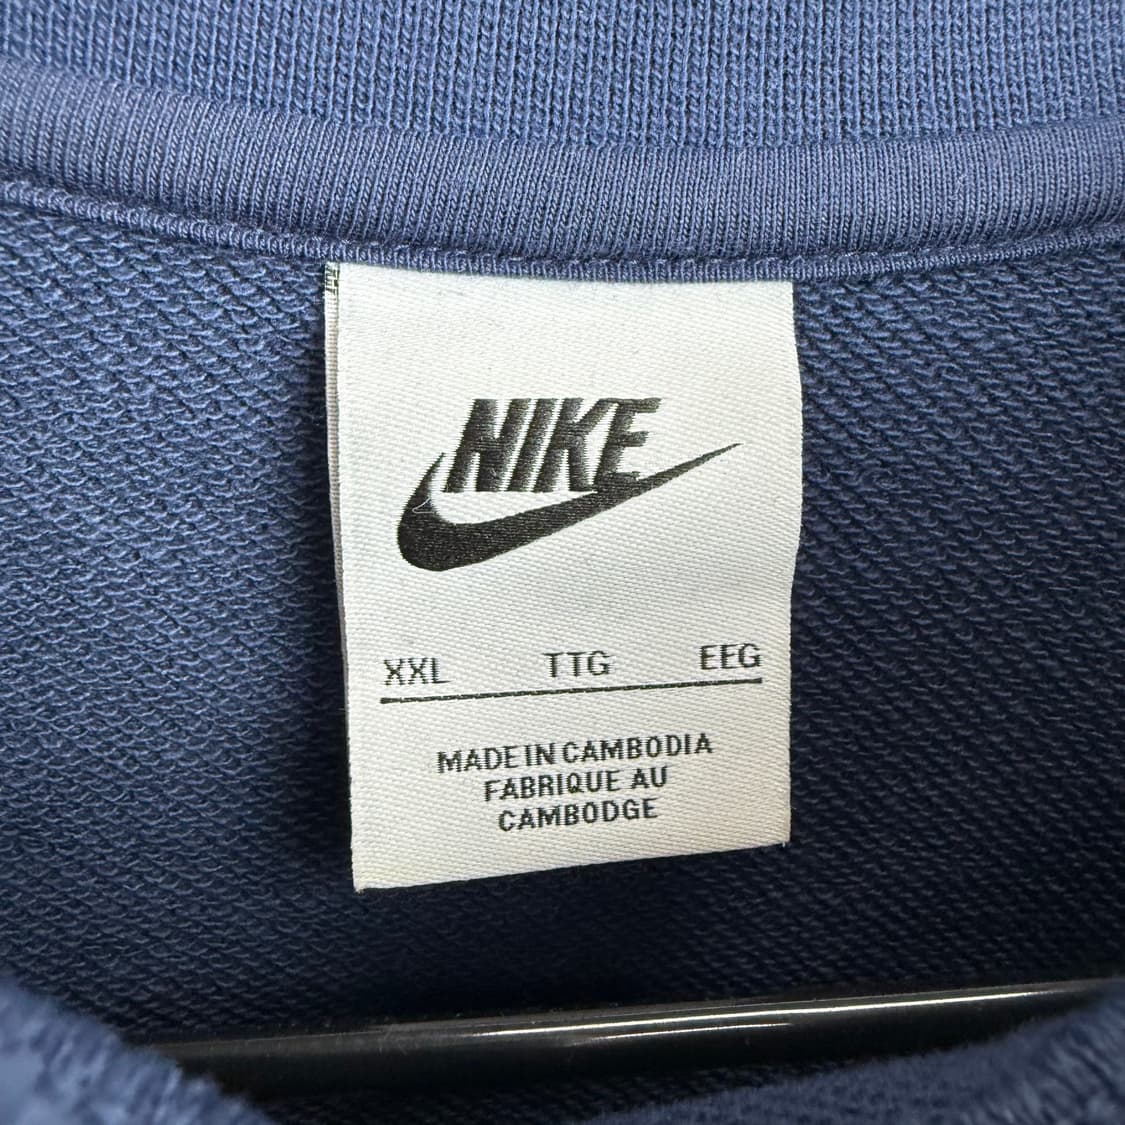 NIKE
XXL TTG EEG
MADE IN CAMBODIA
FABRIQUE AU
CAMBODGE